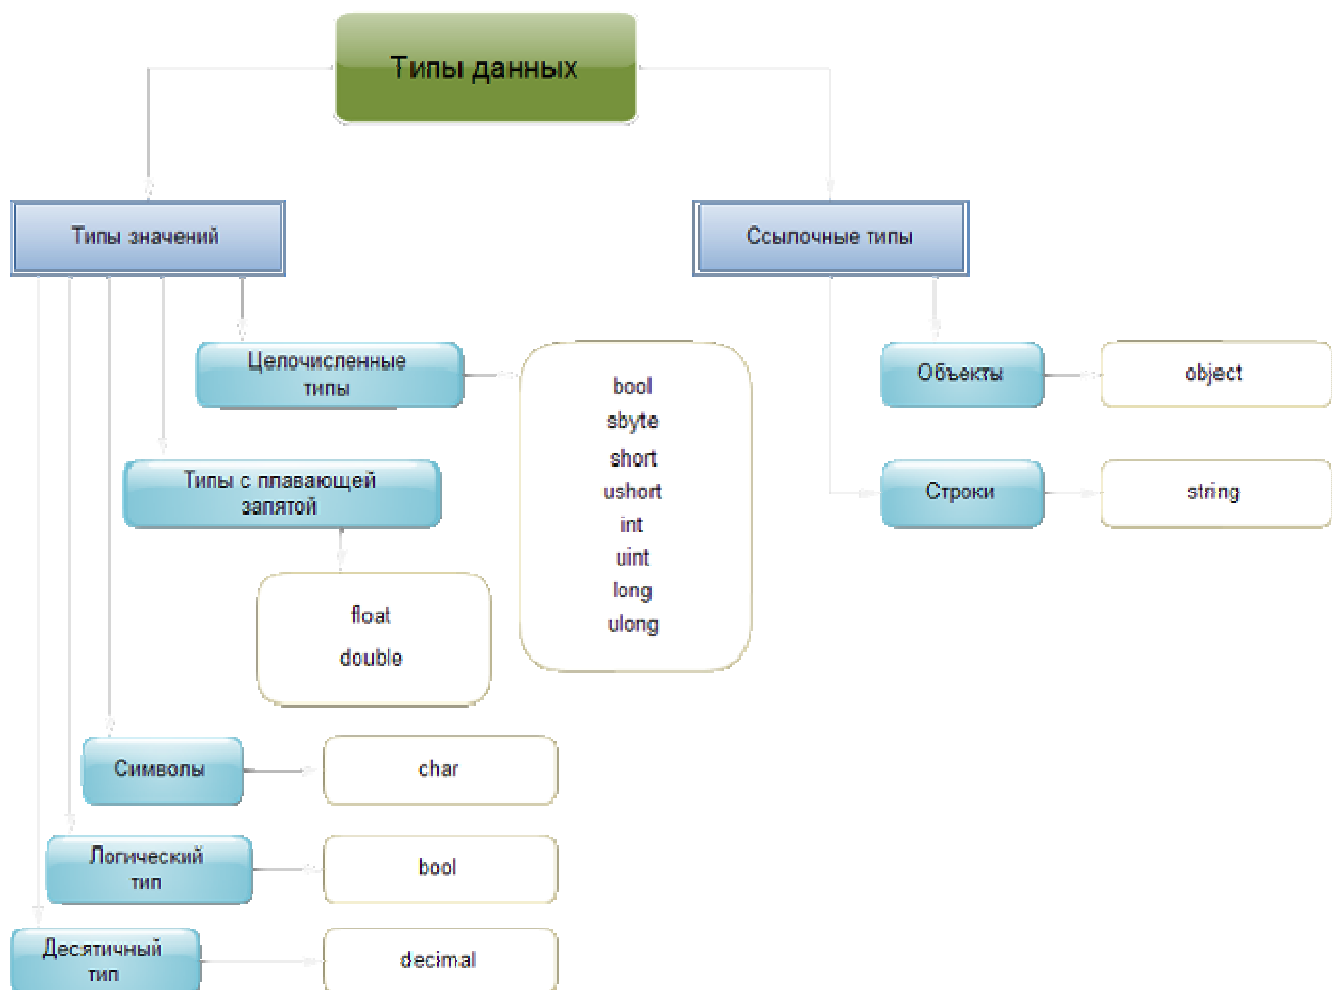 Типы данных
Типы значений
Ссылочные типы
Целочисленные
типы
bool
sbyte
short
ushort
int
uint
long
ulong
Объекты
object
Типы с плавающей
запятой
Строки
string
float
double
Символы
char
Логический
тип
bool
Десятичный
тип
decimal